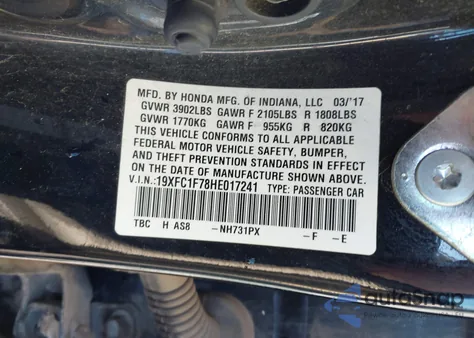 MFD. BY HONDA MFG. OF INDIANA, LLC 03/'17
GVWR 3902LBS GAWR F 2105LBS R 1808LBS
GVWR 1770KG GAWR F 955KG R 820KG
THIS VEHICLE CONFORMS TO ALL APPLICABLE
FEDERAL MOTOR VEHICLE SAFETY, BUMPER,
AND THEFT PREVENTION STANDARDS IN EFFECT
ON THE DATE OF MANUFACTURE SHOWN ABOVE.
V.I.N.:19XFC1F78HE017241 TYPE: PASSENGER CAR
TBC H AS8 -NH731PX -F -E
autosnap